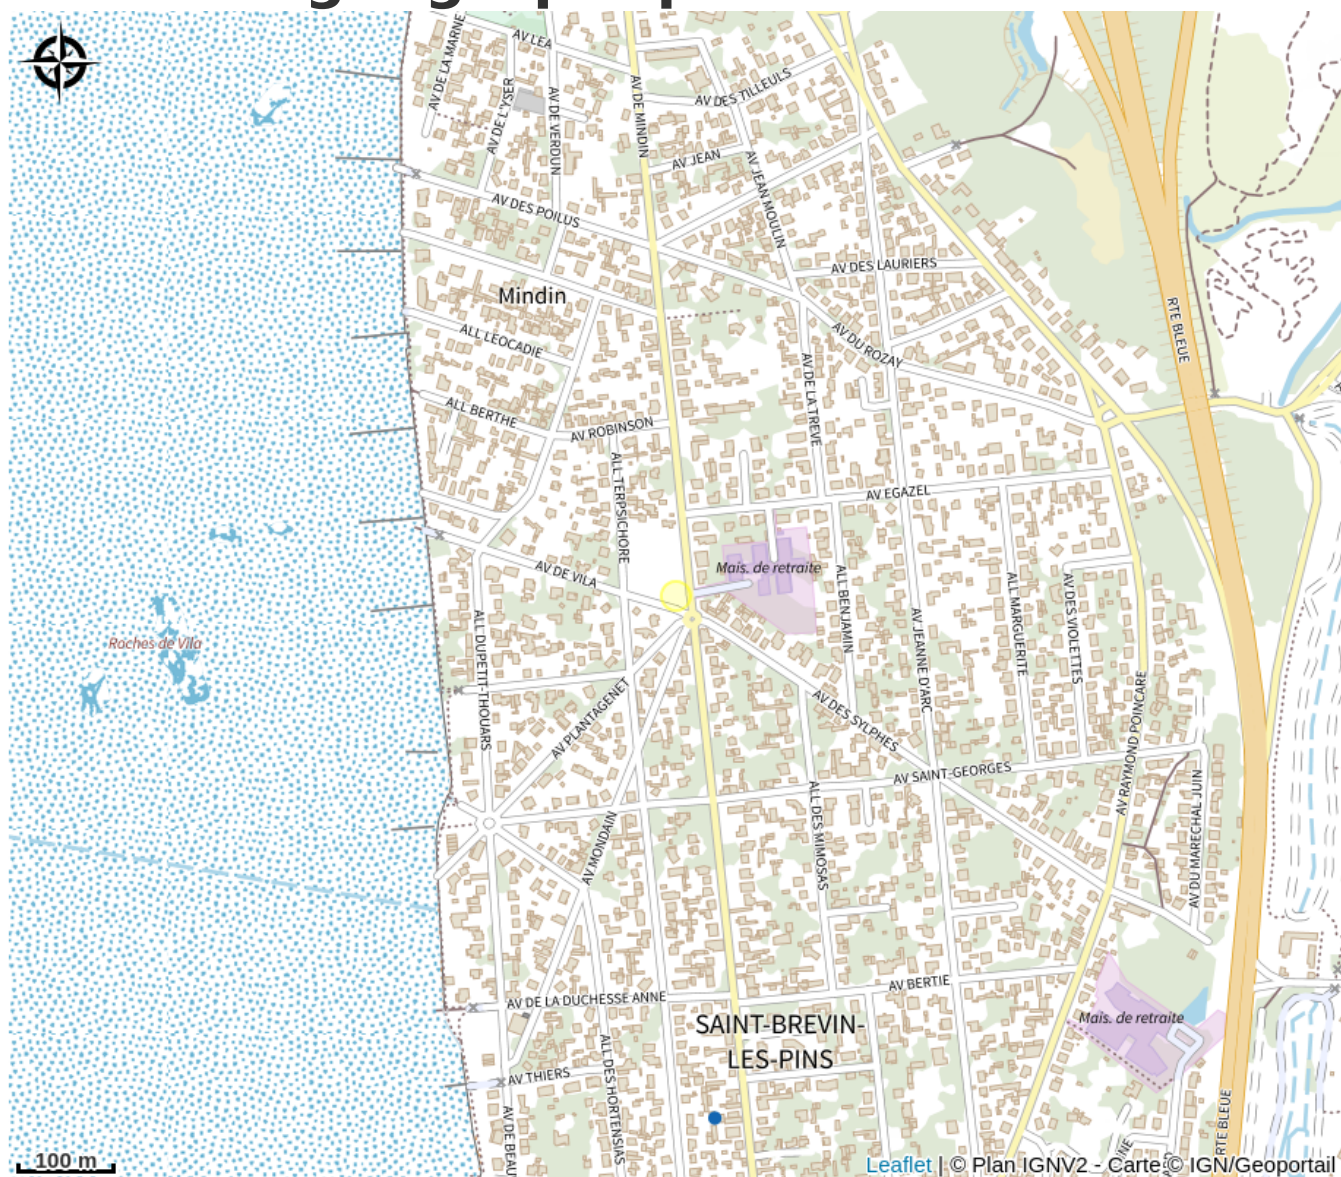 AV DE LA MARNE
AV LEA
AV DE L'YSER
AV DE VERDUN
AV DE MINDIN
AV DES TILLEULS
AV JEAN
AV JEAN MOULIN
AV DES POILUS
AV DES LAURIERS
Mindin
RTE BLEUE
ALL LEOCADIE
AV DU ROZAY
AV DE LA TREVE
ALL BERTHE
AV ROBINSON
ALL TERPSICHORE
AV EGAZEL
AV DE VILA
Mais. de retraite
ALL BENJAMIN
ALL MARGUERITE
AV DES VIOLETTES
AV JEANNE D'ARC
Roches de Vila
ALL DUPETIT-THOUARS
AV PLANTAGENET
AV DES SYLPHES
AV RAYMOND POINCARE
AV SAINT-GEORGES
AV DU MARECHAL JUIN
ALL DES MIMOSAS
AV MONDAIN
AV DE LA DUCHESSE ANNE
AV BERTIE
SAINT-BREVIN-
LES-PINS
Mais. de retraite
AV THIERS
ALL DES HORTENSIAS
AV DE BEAU
RTE BLEUE
100 m
Leaflet | © Plan IGNV2 - Carte © IGN/Geoportail